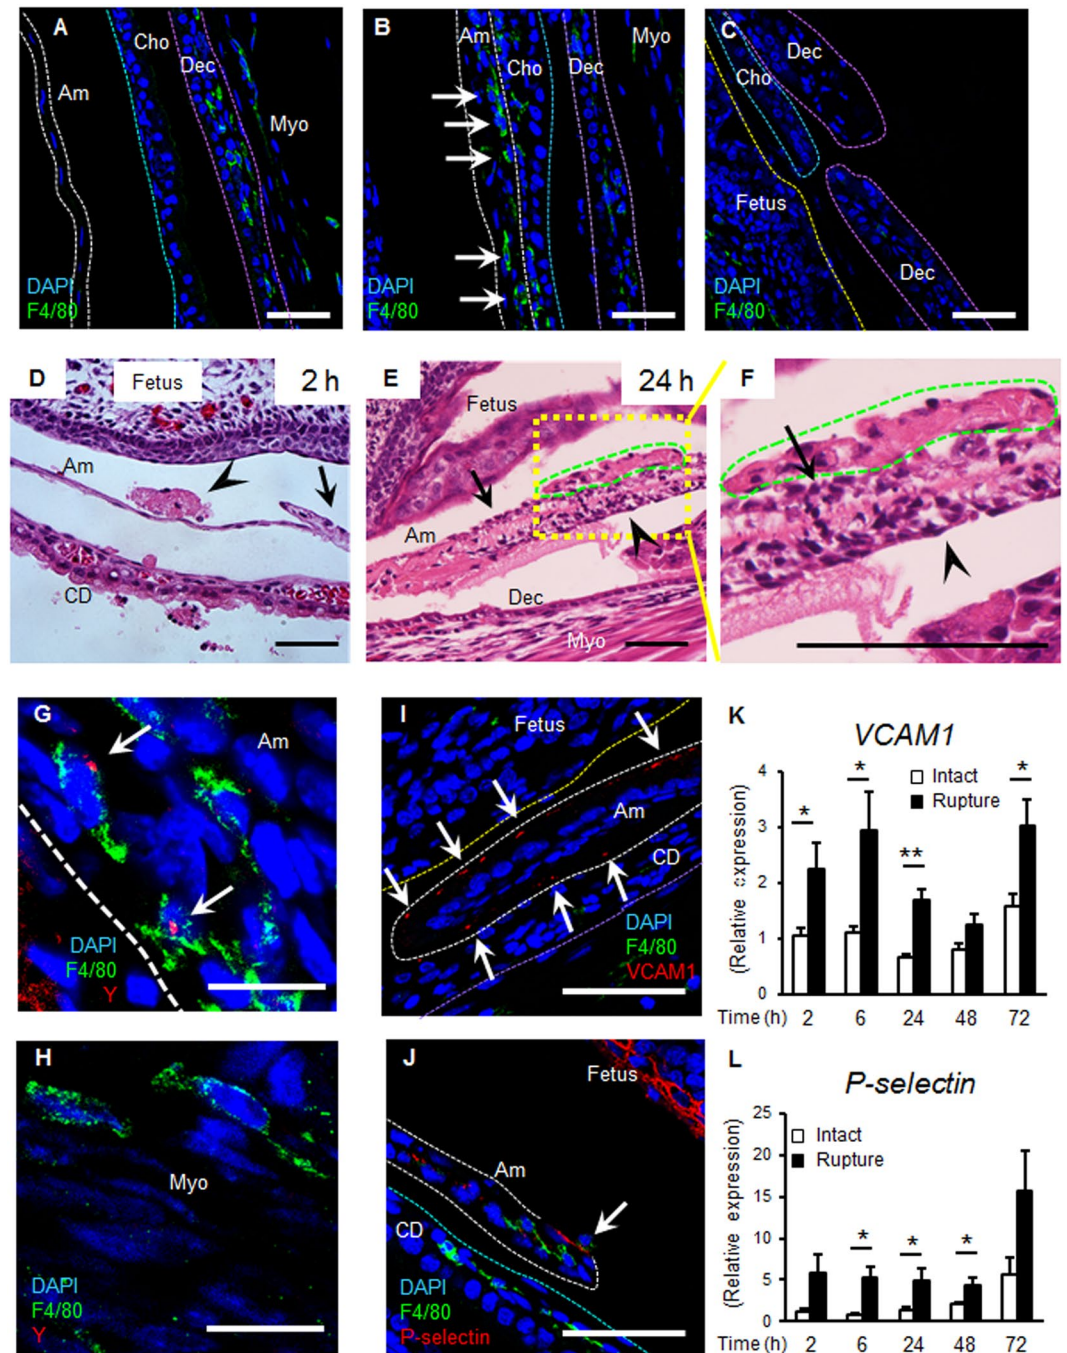 A
Cho
Dec
Am
Myo
DAPI
F4/80
B
Am
Cho
Dec
Myo
DAPI
F4/80
C
Dec
Cho
Fetus
Dec
DAPI
F4/80
D
Fetus
2 h
Am
CD
E
24 h
Fetus
Am
Dec
Myo
F
G
Am
DAPI
F4/80
Y
H
Myo
DAPI
F4/80
Y
I
Fetus
Am
CD
DAPI
F4/80
VCAM1
J
Fetus
Am
CD
DAPI
F4/80
P-selectin
K
VCAM1
(Relative expression)
4
3
2
1
0
Intact
Rupture
*
*
**
*
Time (h) 2 6 24 48 72
L
P-selectin
(Relative expression)
25
20
15
10
5
0
Intact
Rupture
*
*
*
Time (h) 2 6 24 48 72